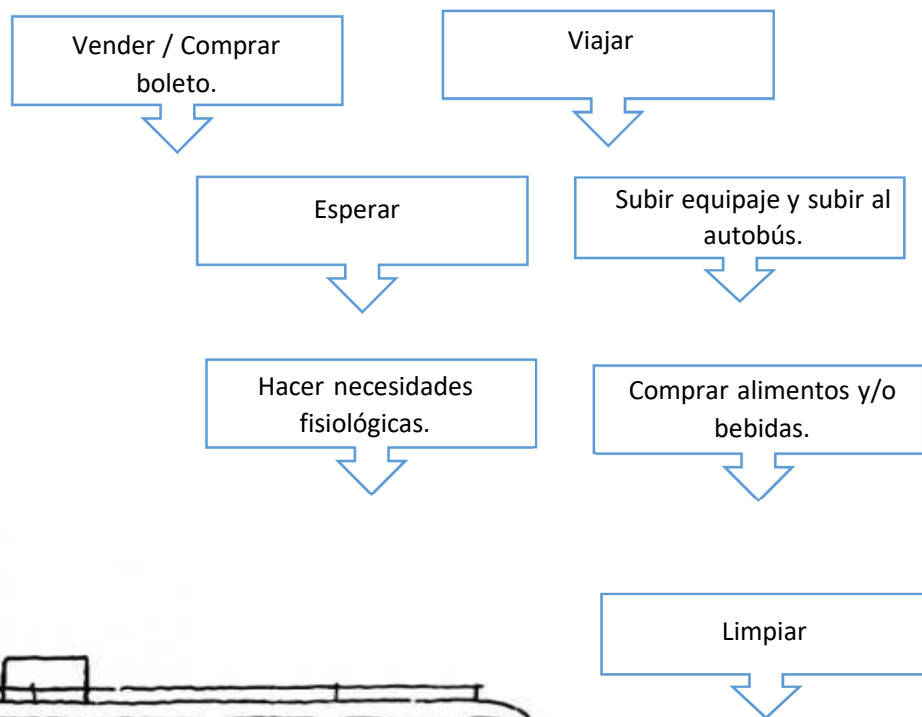 Vender / Comprar
boleto.
Viajar
Esperar
Subir equipaje y subir al
autobús.
Hacer necesidades
fisiológicas.
Comprar alimentos y/o
bebidas.
Limpiar